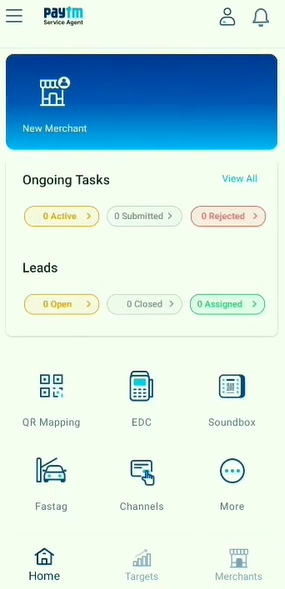 paytm
Service Agent
New Merchant
Ongoing Tasks View All
0 Active 0 Submitted 0 Rejected
Leads
0 Open 0 Closed 0 Assigned
QR Mapping EDC Soundbox
Fastag Channels More
Home Targets Merchants